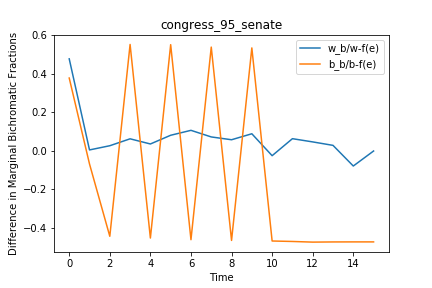 congress_95_senate
w_b/w-f(e)
b_b/b-f(e)
Difference in Marginal Bichromatic Fractions
0.6
0.4
0.2
0.0
−0.2
−0.4
0 2 4 6 8 10 12 14
Time